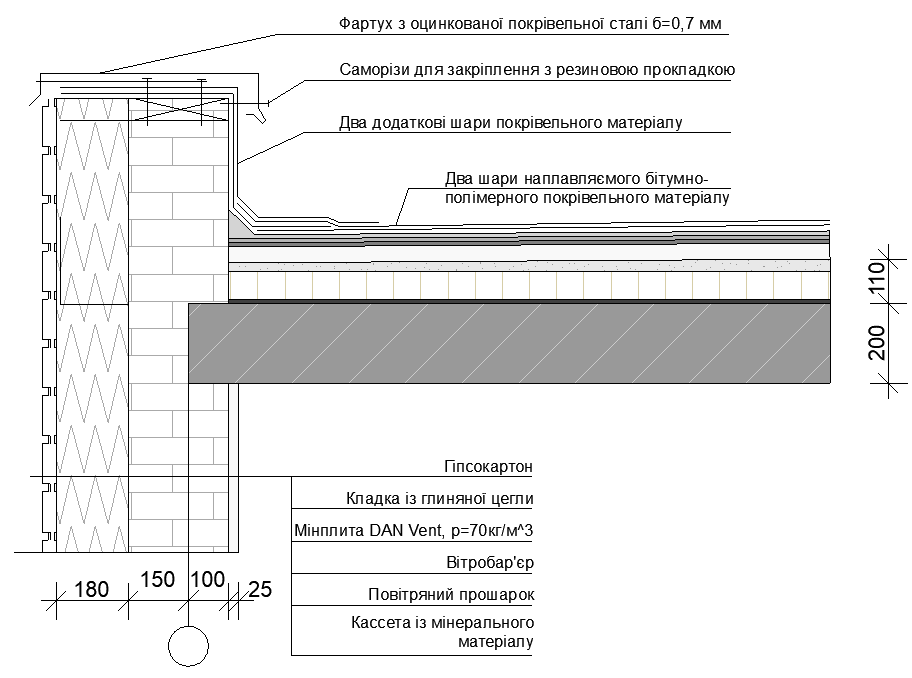 Фартух з оцинкованої покрівельної сталі б=0,7 мм
Саморізи для закріплення з резиновою прокладкою
Два додаткові шари покрівельного матеріалу
Два шари наплавляємого бітумно-
полімерного покрівельного матеріалу
110
200
Гіпсокартон
Кладка із глиняної цегли
Мінплита DAN Vent, р=70кг/м^3
Вітробар'єр
Повітряний прошарок
Кассета із мінерального
матеріалу
180
150
100
25